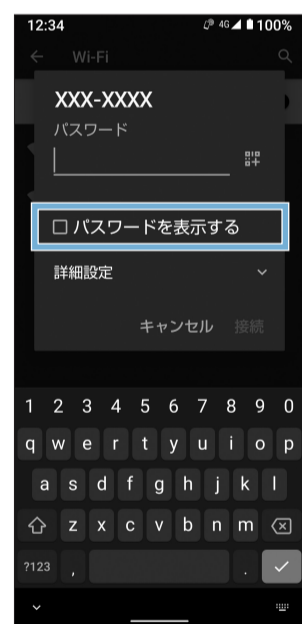 12:34 4G 100%
Wi-Fi
XXX-XXXX
パスワード
パスワードを表示する
詳細設定
キャンセル 接続
1 2 3 4 5 6 7 8 9 0
q w e r t y u i o p
a s d f g h j k l
z x c v b n m
?123 , .